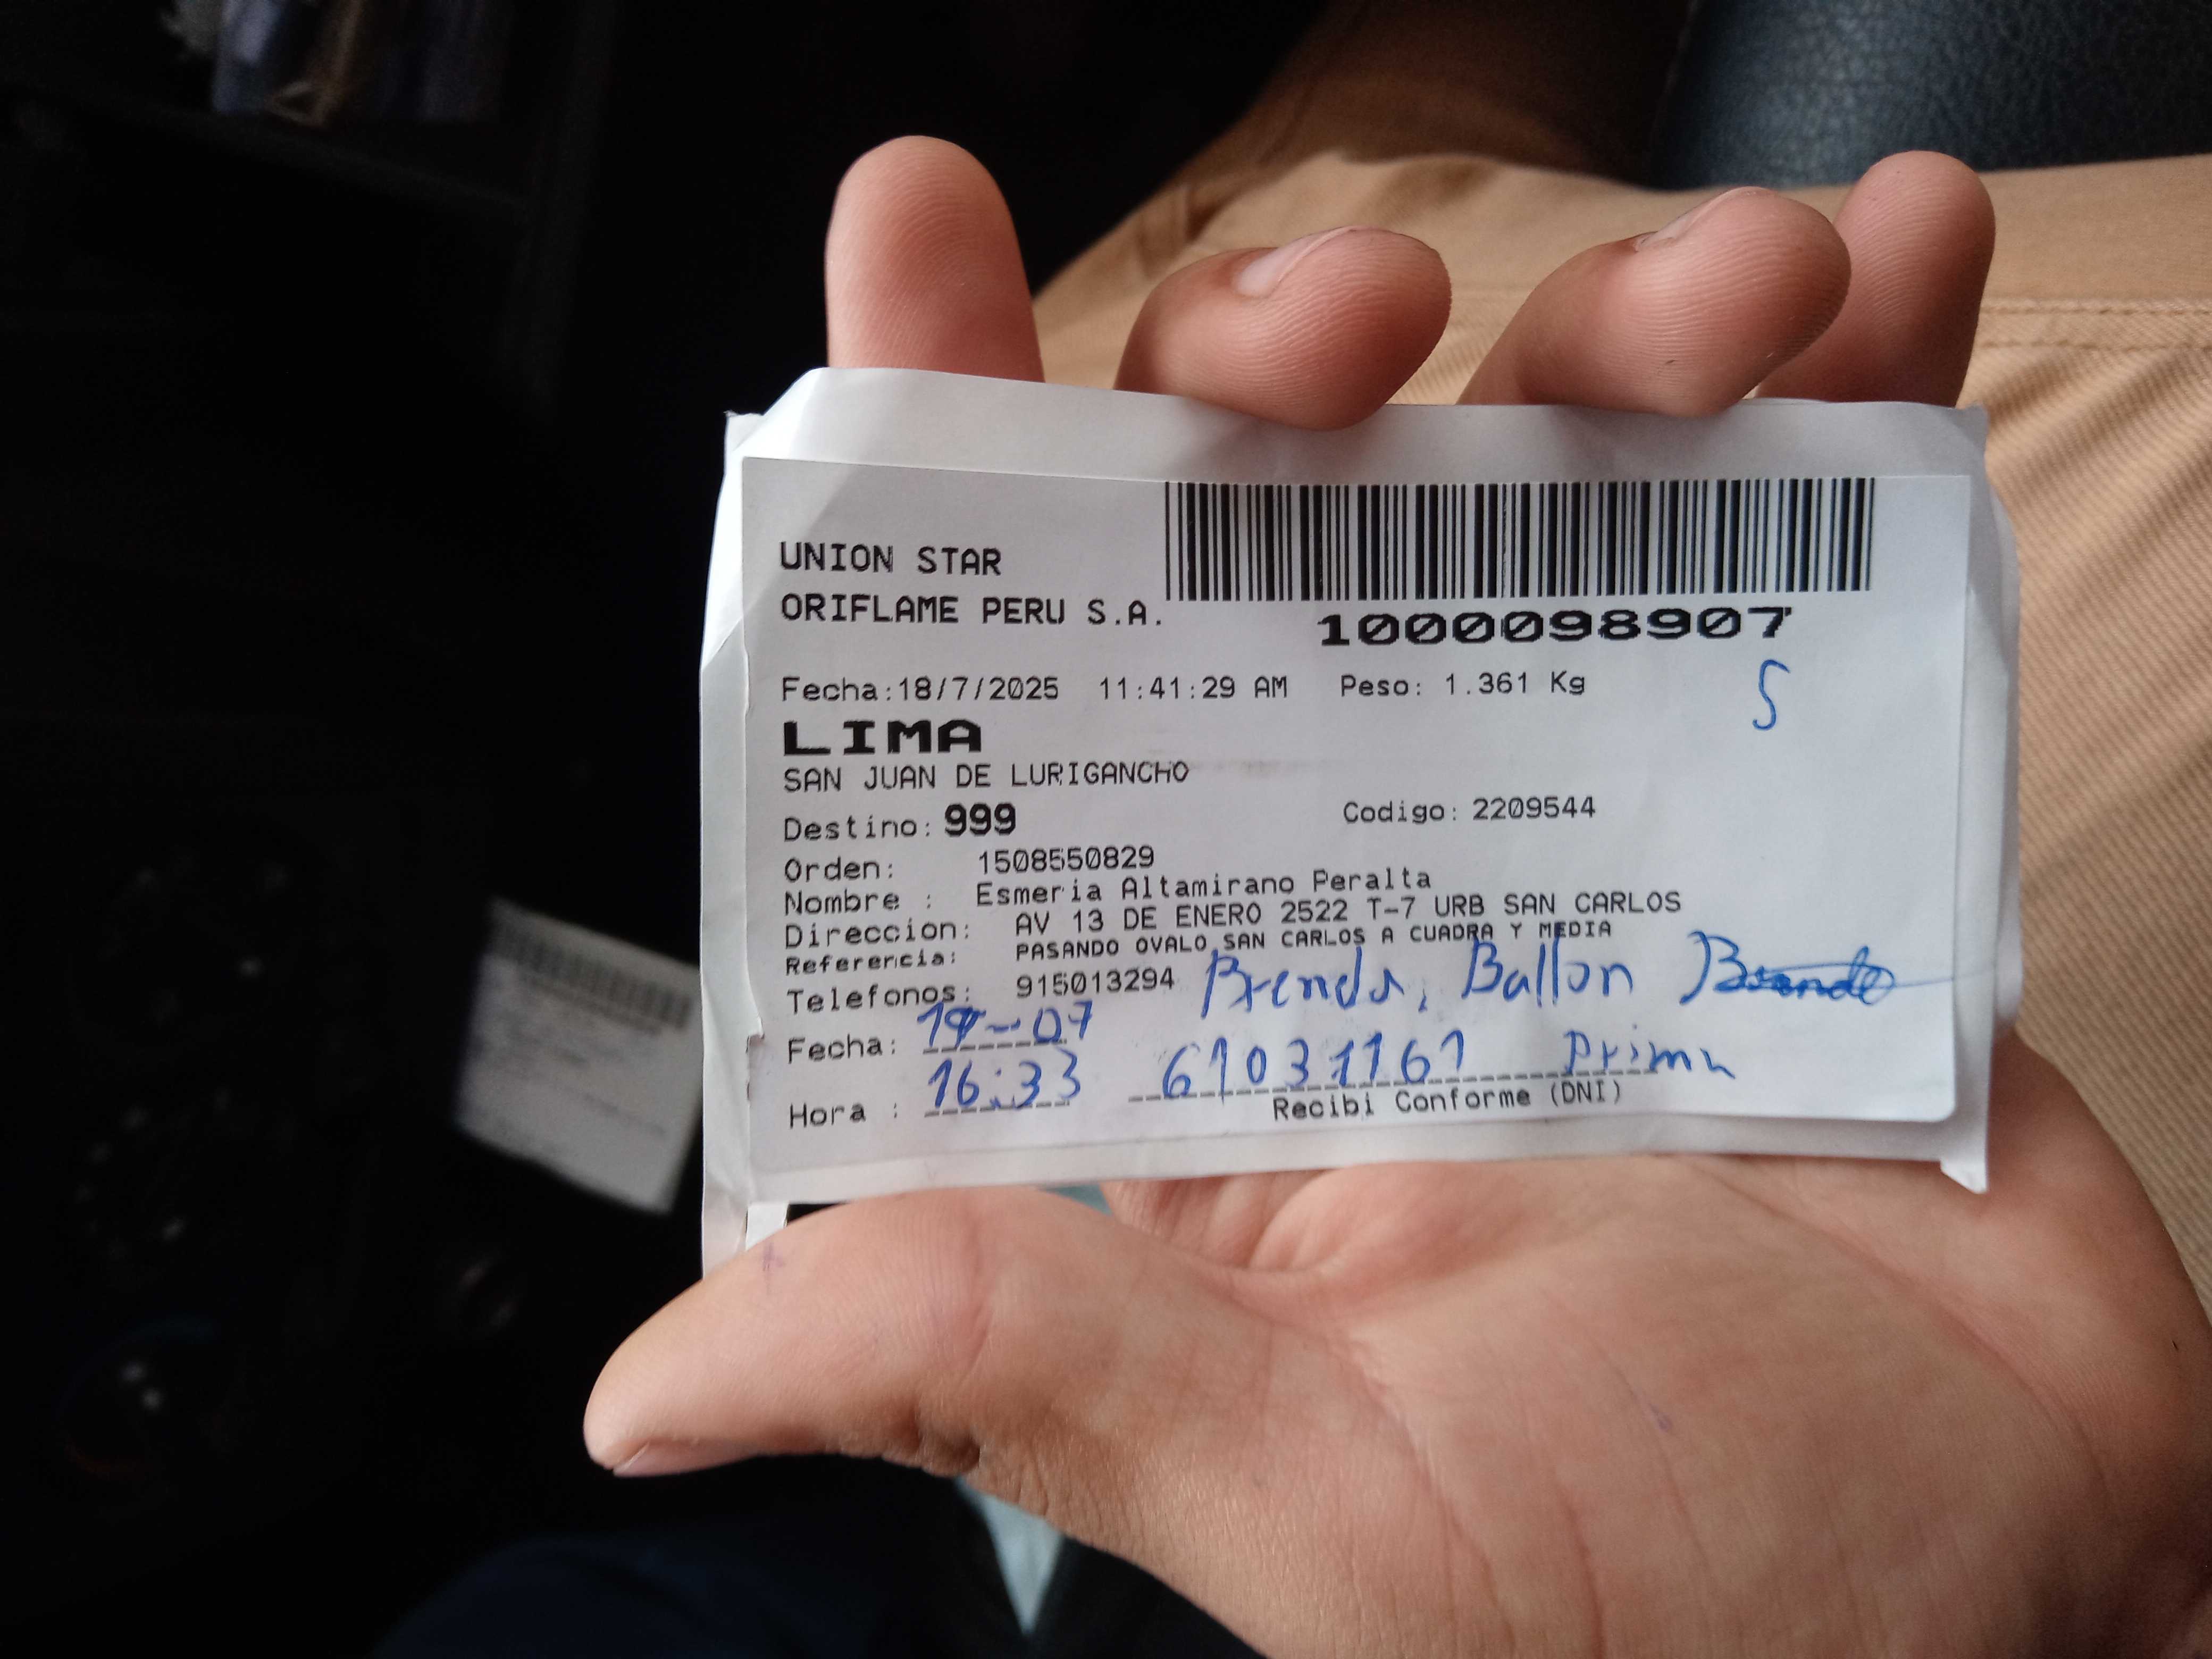 UNION STAR
ORIFLAME PERU S.A.
1000098907
S
Fecha:18/7/2025 11:41:29 AM Peso: 1.361 Kg
LIMA
SAN JUAN DE LURIGANCHO
Destino: 999 Codigo: 2209544
Orden: 1508550829
Nombre : Esmeria Altamirano Peralta
Direccion: AV 13 DE ENERO 2522 T-7 URB SAN CARLOS
Referencia: PASANDO OVALO SAN CARLOS A CUADRA Y MEDIA
Telefonos: 915013294 Brenda, Ballon
Fecha: 19-07
Hora : 16:33 61031161 Prima
Recibi Conforme (DNI)